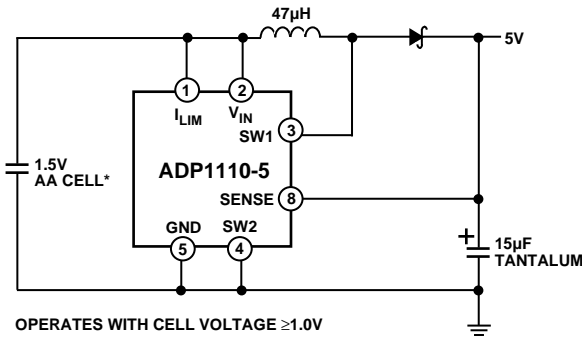 47µH
5V
1
2
I_LIM
V_IN
SW1
3
1.5V
AA CELL*
ADP1110-5
SENSE
8
GND
SW2
5
4
+
15µF
TANTALUM
OPERATES WITH CELL VOLTAGE ≥1.0V